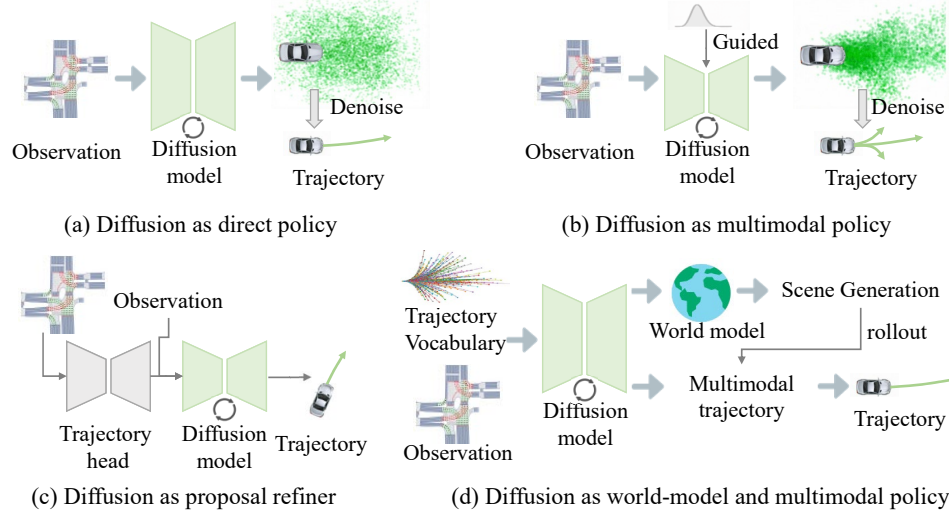 Observation
Diffusion
model
Denoise
Trajectory
(a) Diffusion as direct policy
Guided
Observation
Diffusion
model
Denoise
Trajectory
(b) Diffusion as multimodal policy
Observation
Trajectory
head
Diffusion
model
Trajectory
(c) Diffusion as proposal refiner
Trajectory
Vocabulary
Observation
Diffusion
model
World model
Scene Generation
rollout
Multimodal
trajectory
Trajectory
(d) Diffusion as world-model and multimodal policy